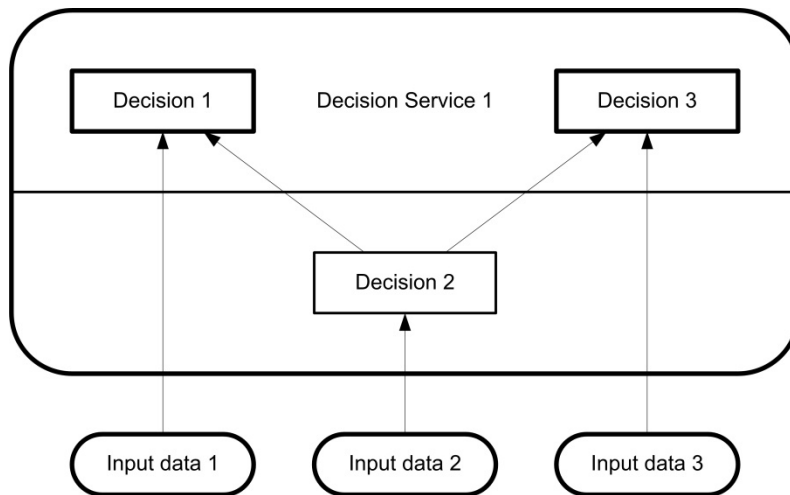 Decision 1
Decision Service 1
Decision 3
Decision 2
Input data 1
Input data 2
Input data 3